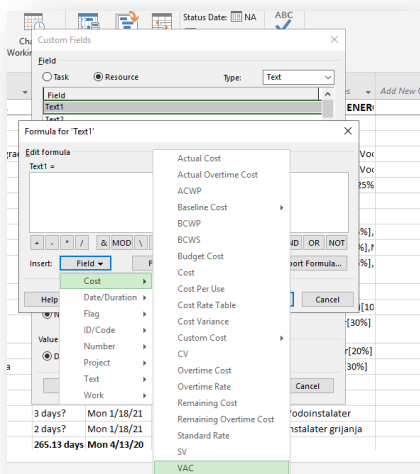 Status Date: NA
ABC
Custom Fields
Field
Task
Resource
Type:
Text
Add New
Field
Text1
Text2
Formula for 'Text1'
Edit formula
Text1 =
+ - * / & MOD \
ND OR NOT
Insert:
Field
Help
Cancel
Cost
Date/Duration
Flag
ID/Code
Number
Project
Text
Work
Actual Cost
Actual Overtime Cost
ACWP
Baseline Cost
BCWP
BCWS
Budget Cost
Cost
Cost Per Use
Cost Rate Table
Cost Variance
Custom Cost
CV
Overtime Cost
Overtime Rate
Remaining Cost
Remaining Overtime Cost
Standard Rate
SV
VAC
Value
Cancel
3 days? Mon 1/18/21
2 days? Mon 1/18/21
265.13 days Mon 4/13/20